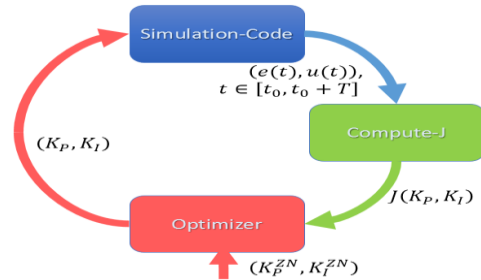 Simulation-Code
(e(t), u(t)),
t ∈ [t₀, t₀ + T]
Compute-J
(K_P, K_I)
J(K_P, K_I)
Optimizer
(K_P^{ZN}, K_I^{ZN})